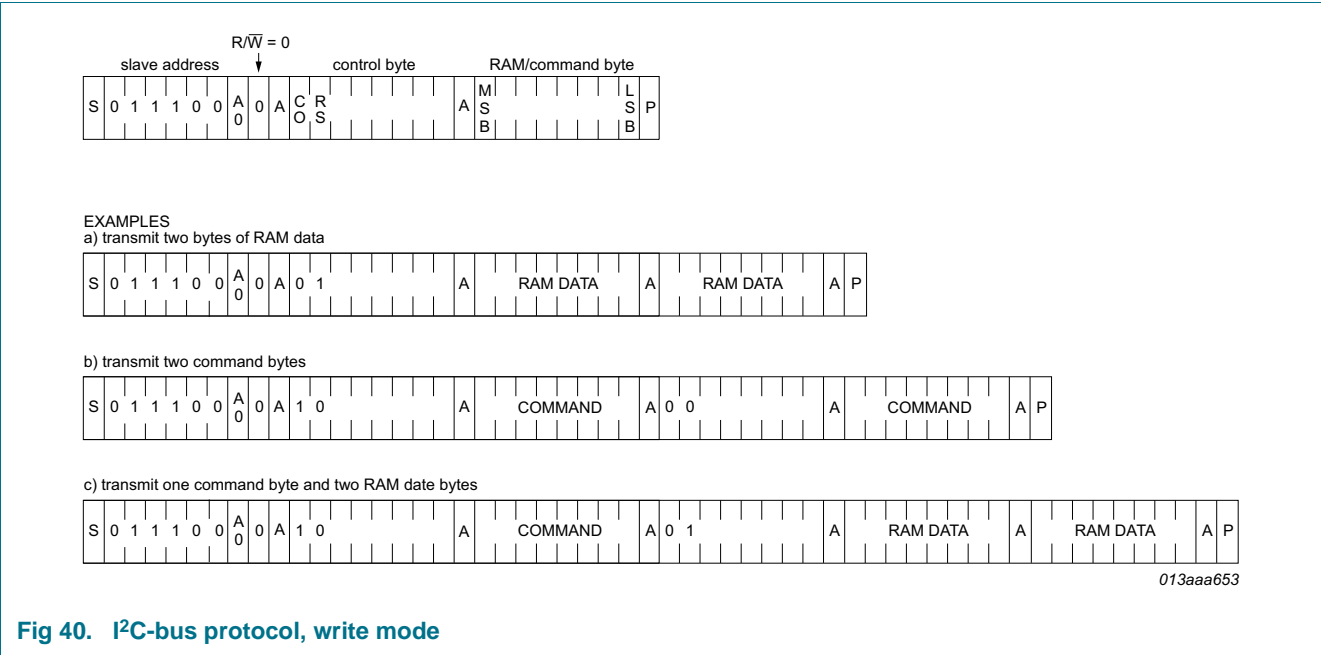 R/W̅ = 0
slave address control byte RAM/command byte
S 0 1 1 1 0 0 A0 0 A CO RS A MSB LSB P
EXAMPLES
a) transmit two bytes of RAM data
S 0 1 1 1 0 0 A0 0 A 0 1 A RAM DATA A RAM DATA A P
b) transmit two command bytes
S 0 1 1 1 0 0 A0 0 A 1 0 A COMMAND A 0 0 A COMMAND A P
c) transmit one command byte and two RAM date bytes
S 0 1 1 1 0 0 A0 0 A 1 0 A COMMAND A 0 1 A RAM DATA A RAM DATA A P
013aaa653
Fig 40. I²C-bus protocol, write mode